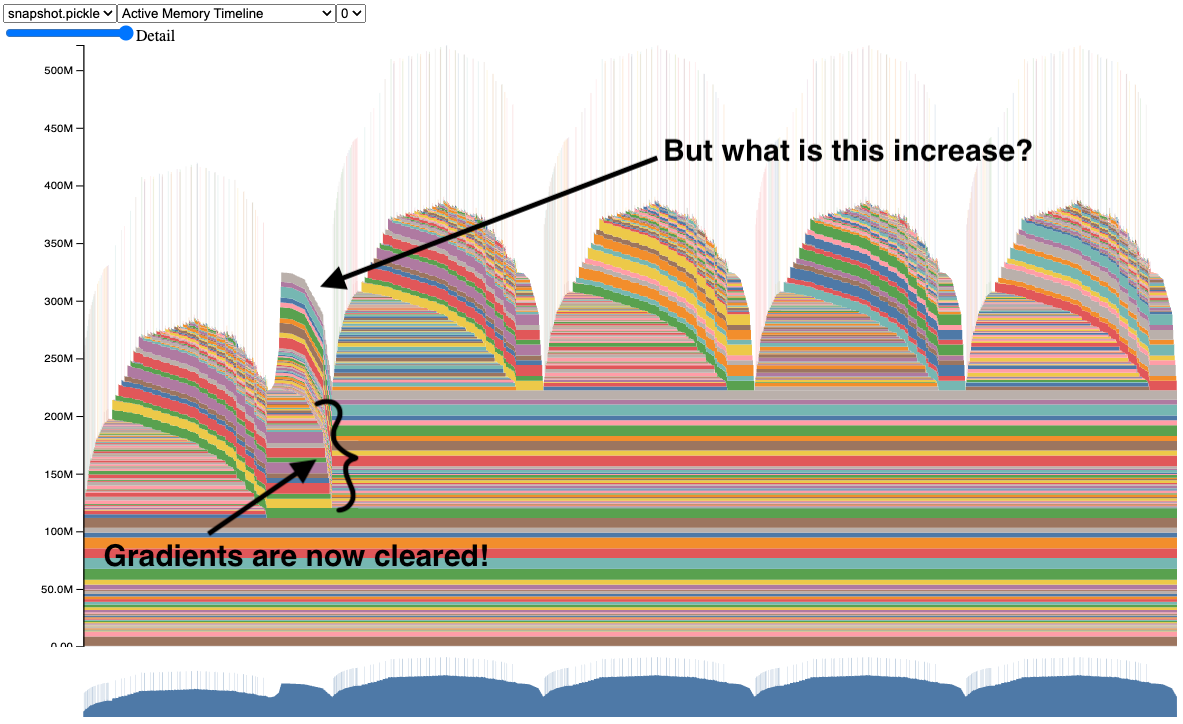 snapshot.pickle Active Memory Timeline 0
Detail
500M
450M
But what is this increase?
400M
350M
300M
250M
200M
150M
100M
Gradients are now cleared!
50.0M
0.00